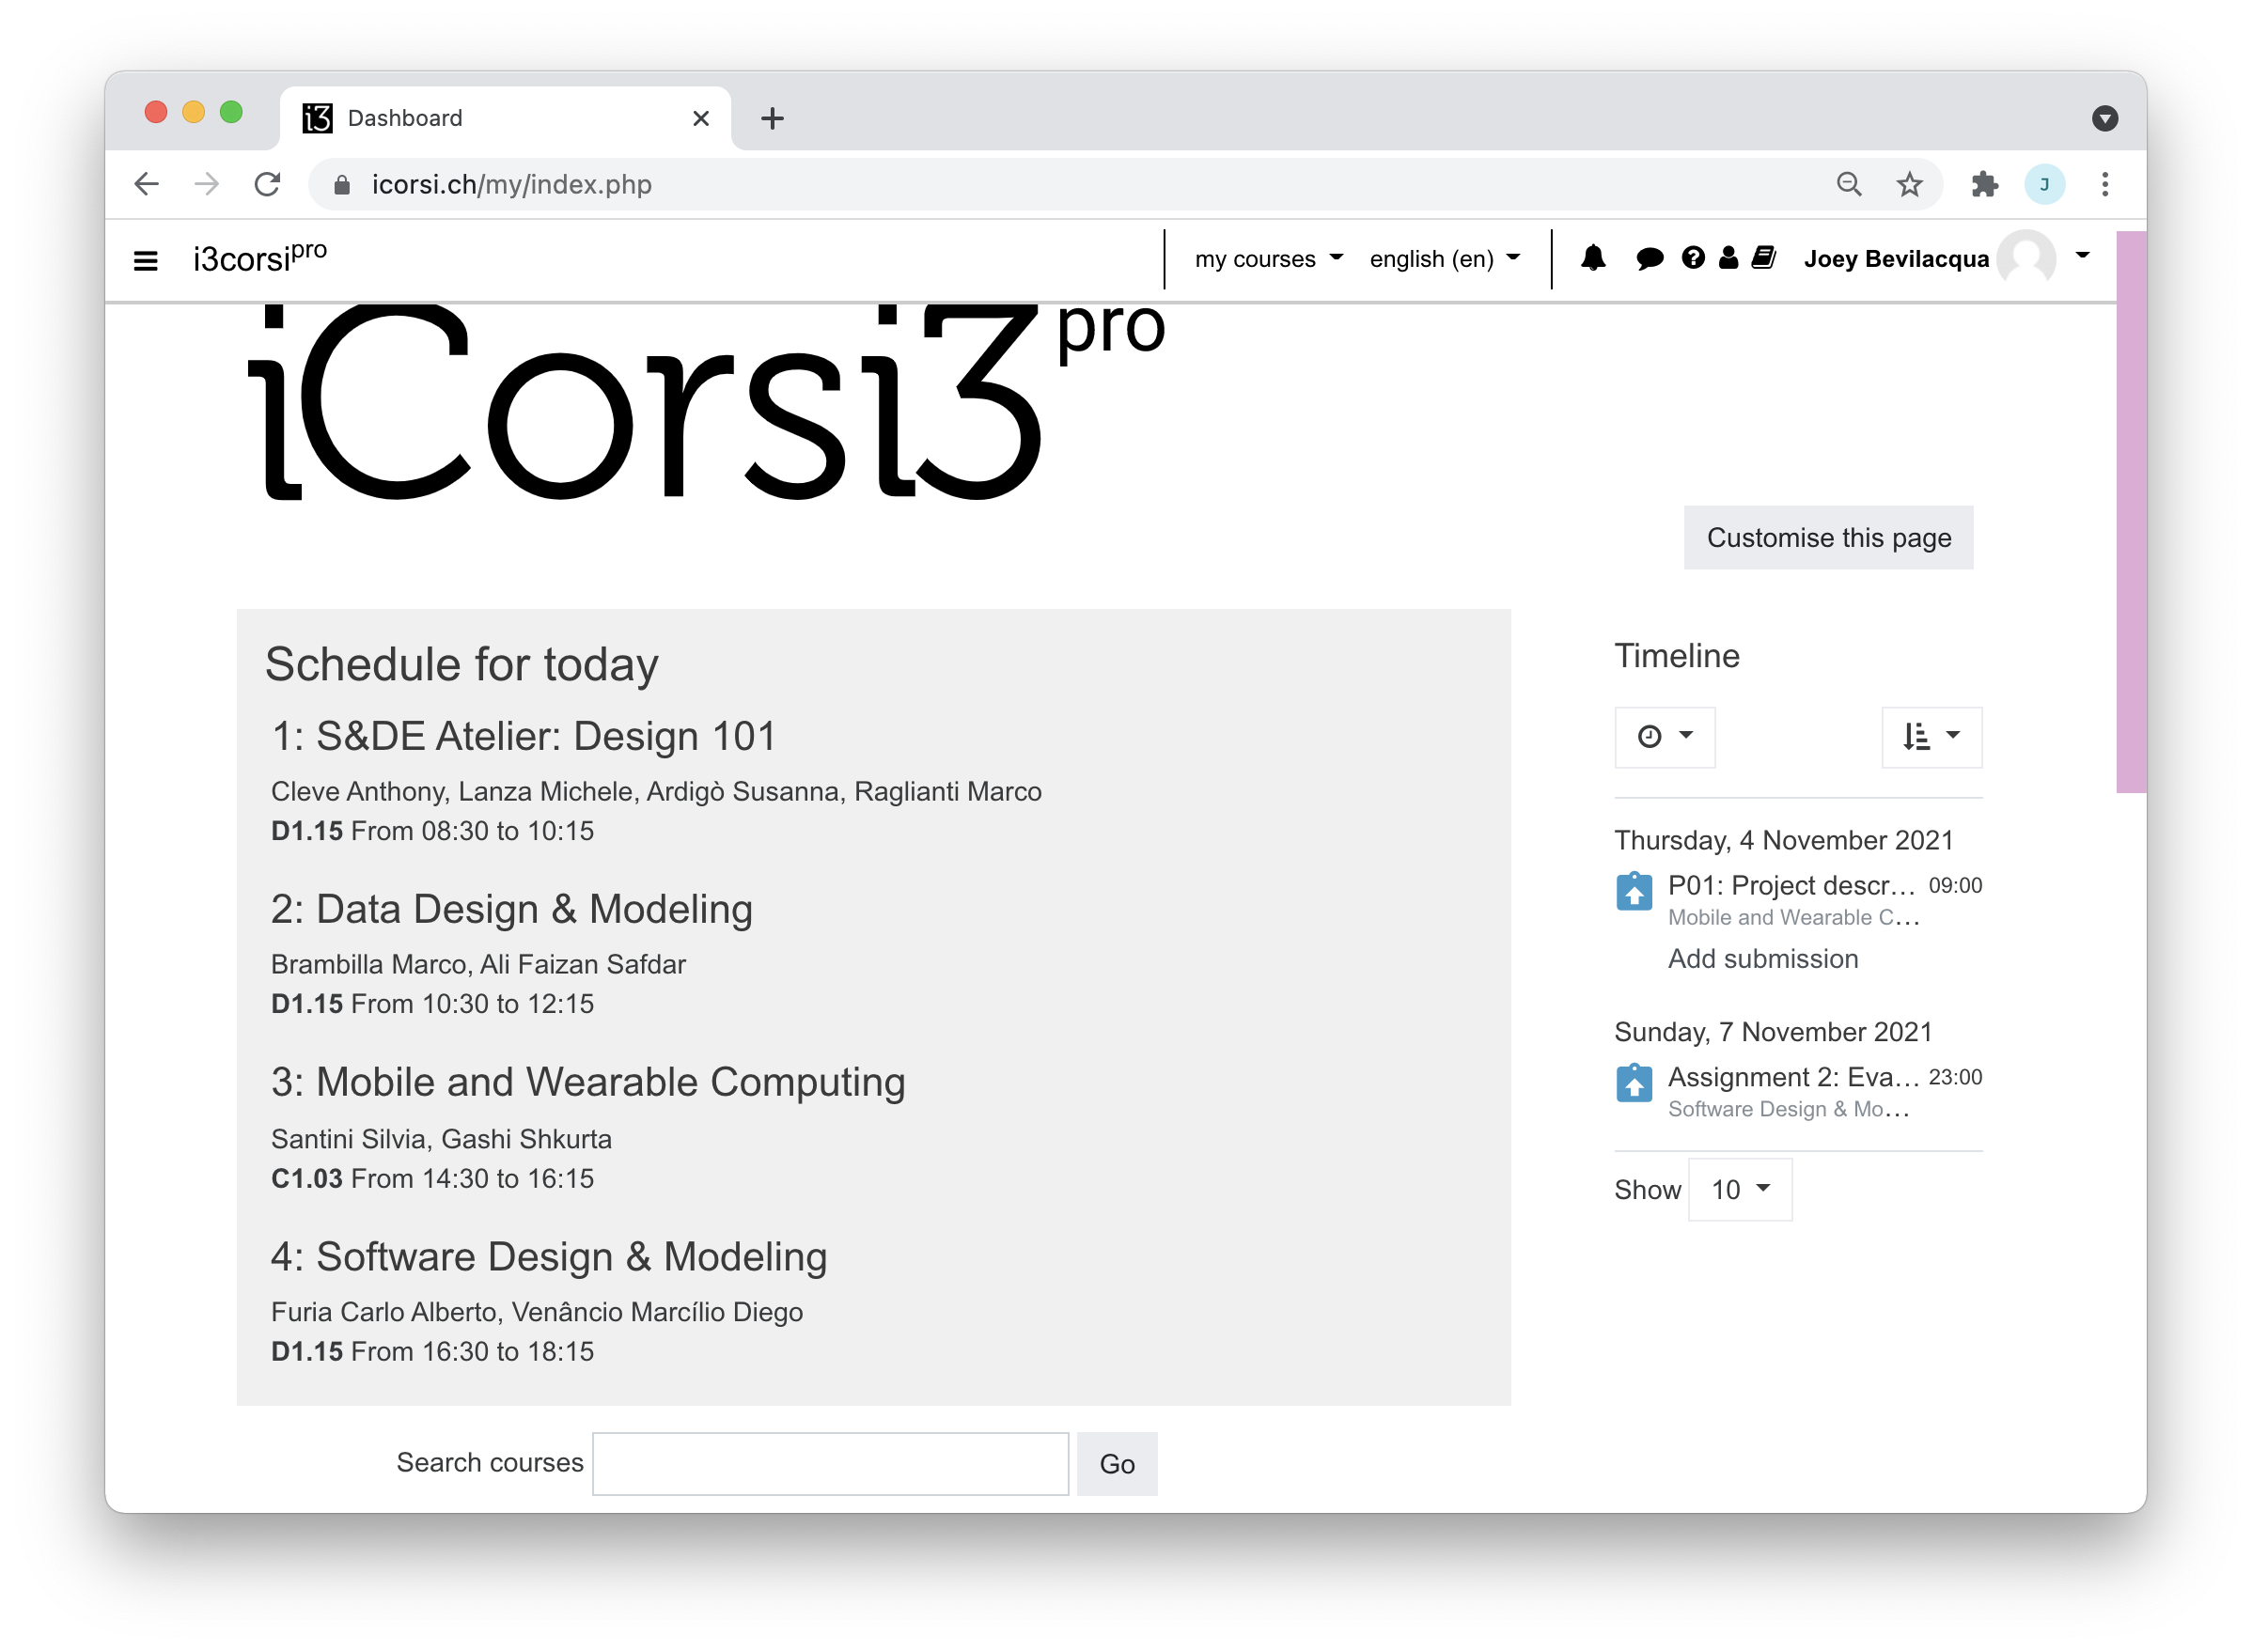 i3 Dashboard
icorsi.ch/my/index.php
J
i3corsipro
my courses
english (en)
Joey Bevilacqua
iCorsi3pro
Customise this page
Schedule for today
1: S&DE Atelier: Design 101
Cleve Anthony, Lanza Michele, Ardigò Susanna, Raglianti Marco
D1.15 From 08:30 to 10:15
2: Data Design & Modeling
Brambilla Marco, Ali Faizan Safdar
D1.15 From 10:30 to 12:15
3: Mobile and Wearable Computing
Santini Silvia, Gashi Shkurta
C1.03 From 14:30 to 16:15
4: Software Design & Modeling
Furia Carlo Alberto, Venâncio Marcílio Diego
D1.15 From 16:30 to 18:15
Search courses
Go
Timeline
Thursday, 4 November 2021
P01: Project descr... 09:00
Mobile and Wearable C...
Add submission
Sunday, 7 November 2021
Assignment 2: Eva... 23:00
Software Design & Mo...
Show 10